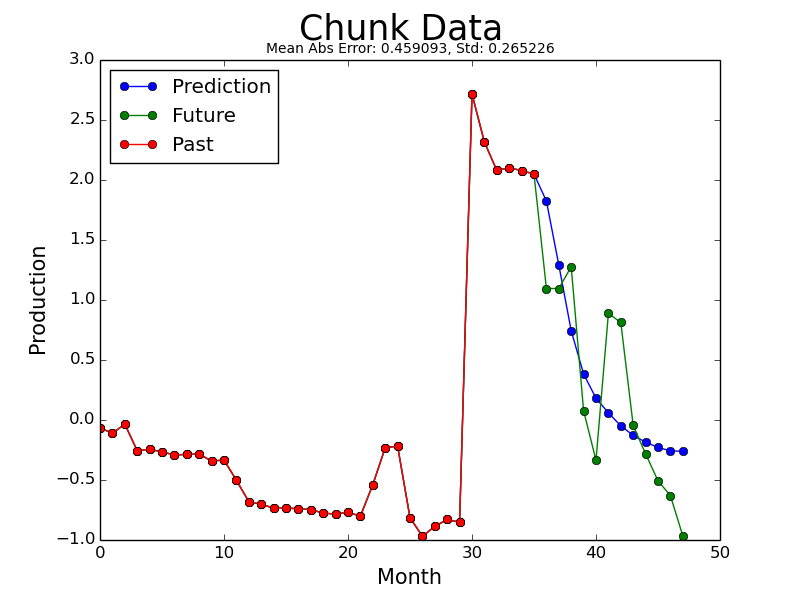 Chunk Data
Mean Abs Error: 0.459093, Std: 0.265226
Prediction
Future
Past
3.0
2.5
2.0
1.5
1.0
0.5
0.0
−0.5
−1.0
Production
0 10 20 30 40 50
Month